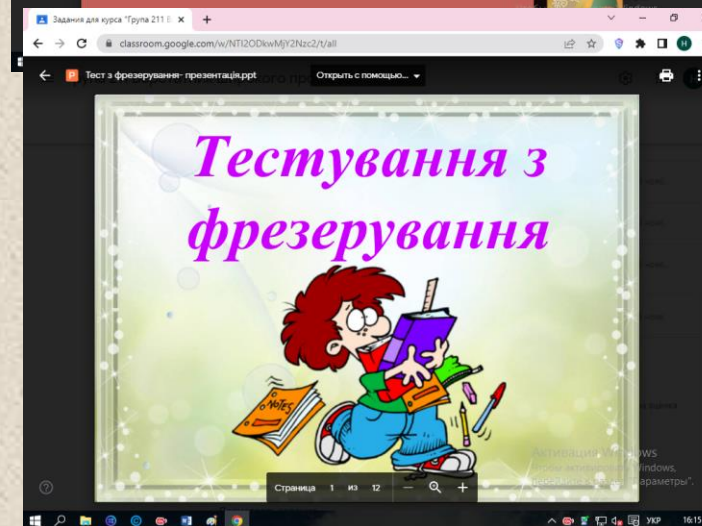 Задания для курса "Група 211 Е
classroom.google.com/w/NTI2ODkwMjY2Nzc2/t/all
Тест з фрезерування- презентація.ppt
Открыть с помощью...
Тестування з
фрезерування
NOTES
Страница 1 из 12
Активация Windows
параметры".
УКР 16:15